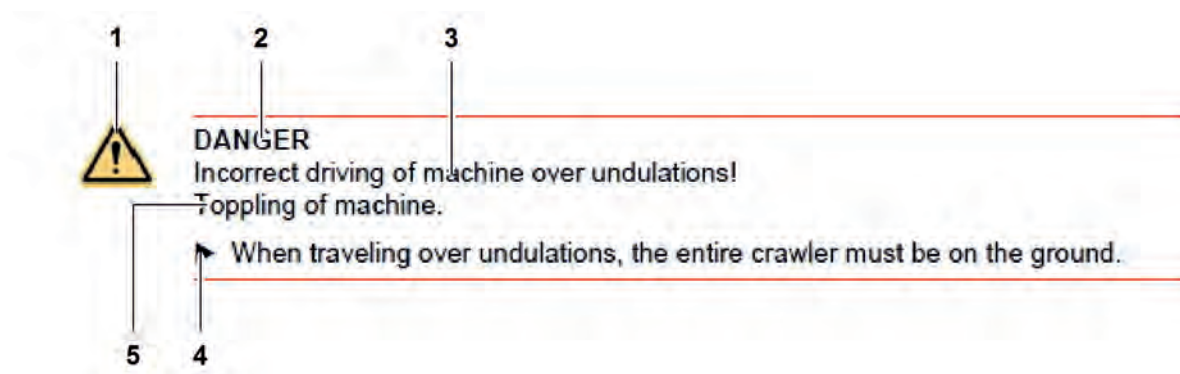 1 2 3
DANGER
Incorrect driving of machine over undulations!
Toppling of machine.
► When traveling over undulations, the entire crawler must be on the ground.
5 4